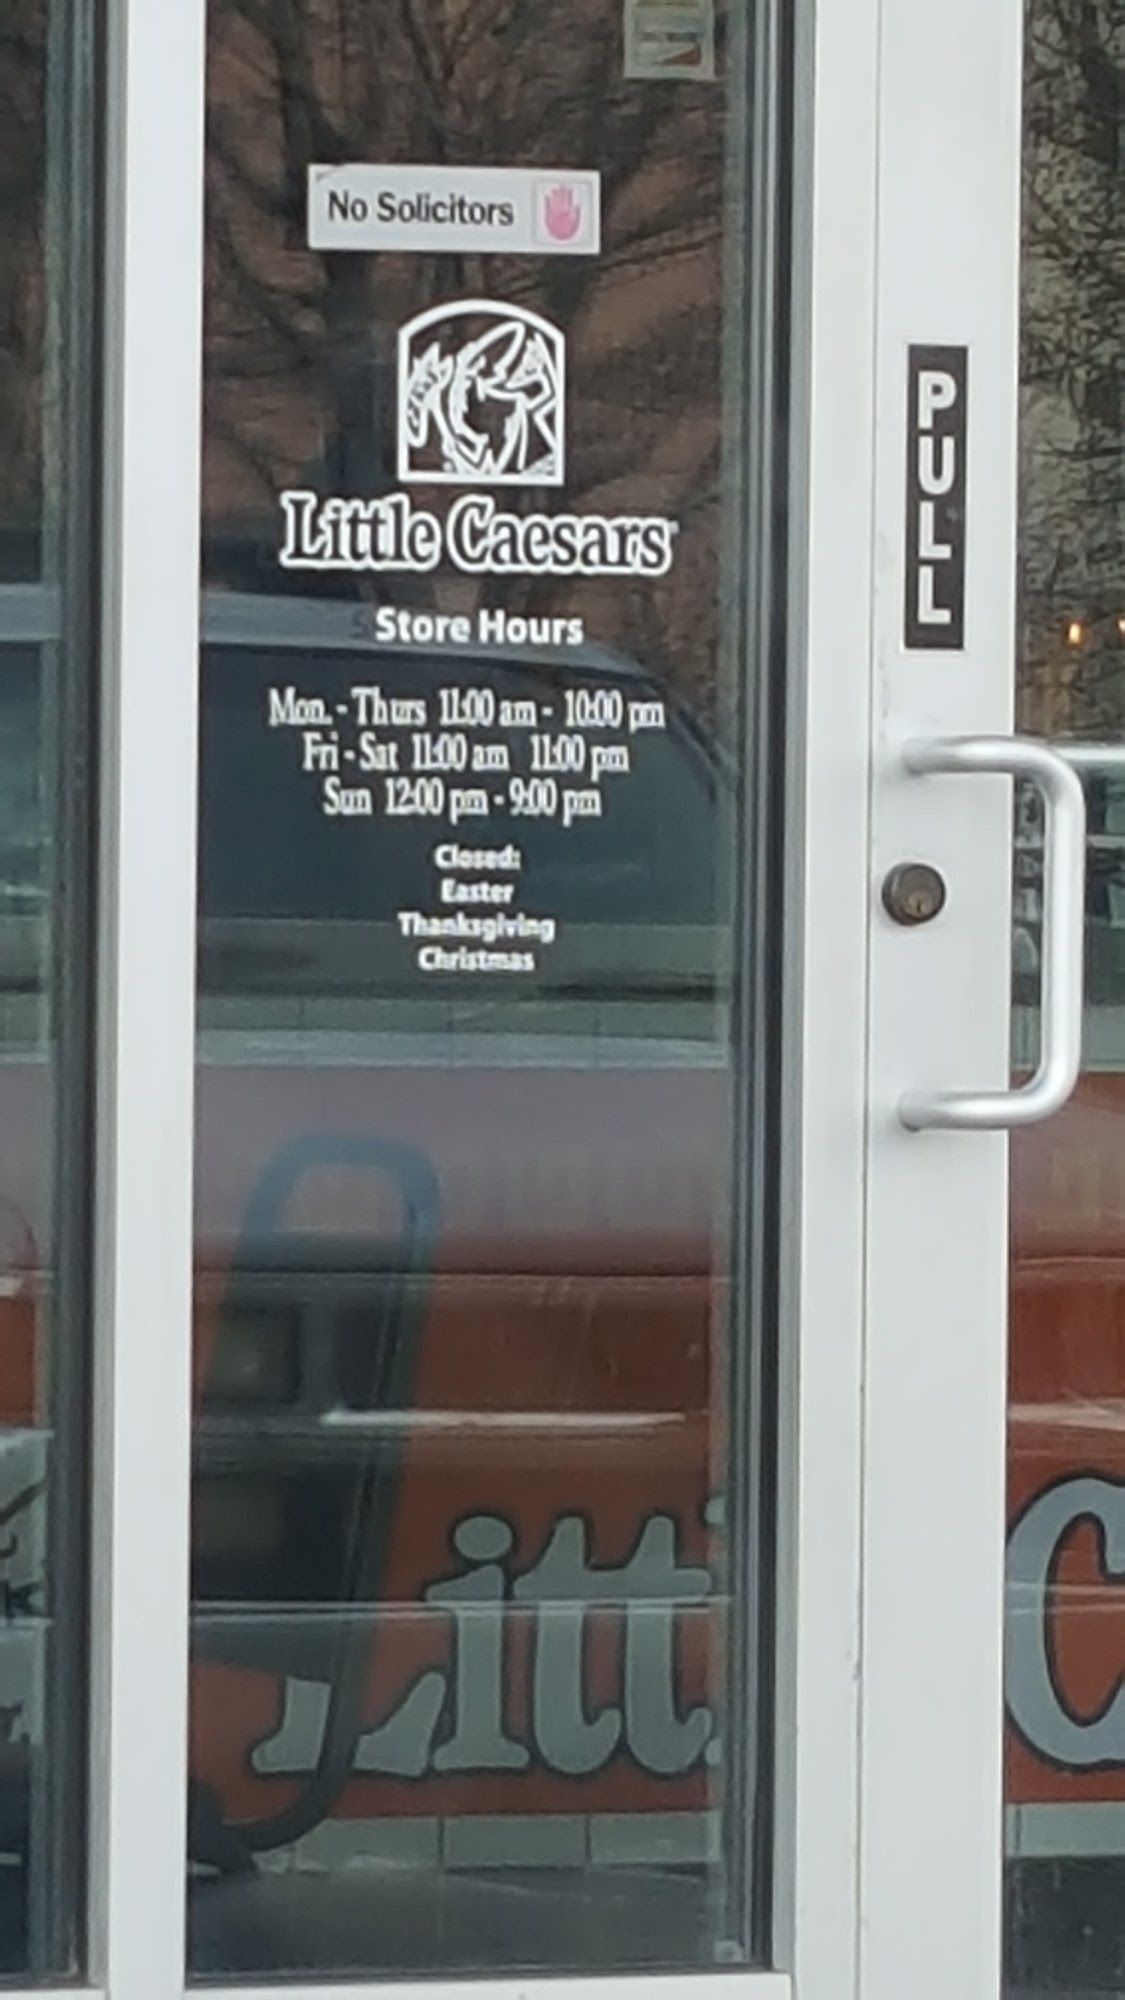 No Solicitors
Little Caesars
PULL
Store Hours
Mon. - Thurs 11:00 am - 10:00 pm
Fri - Sat 11:00 am 11:00 pm
Sun 12:00 pm - 9:00 pm
Closed:
Easter
Thanksgiving
Christmas
Littl C